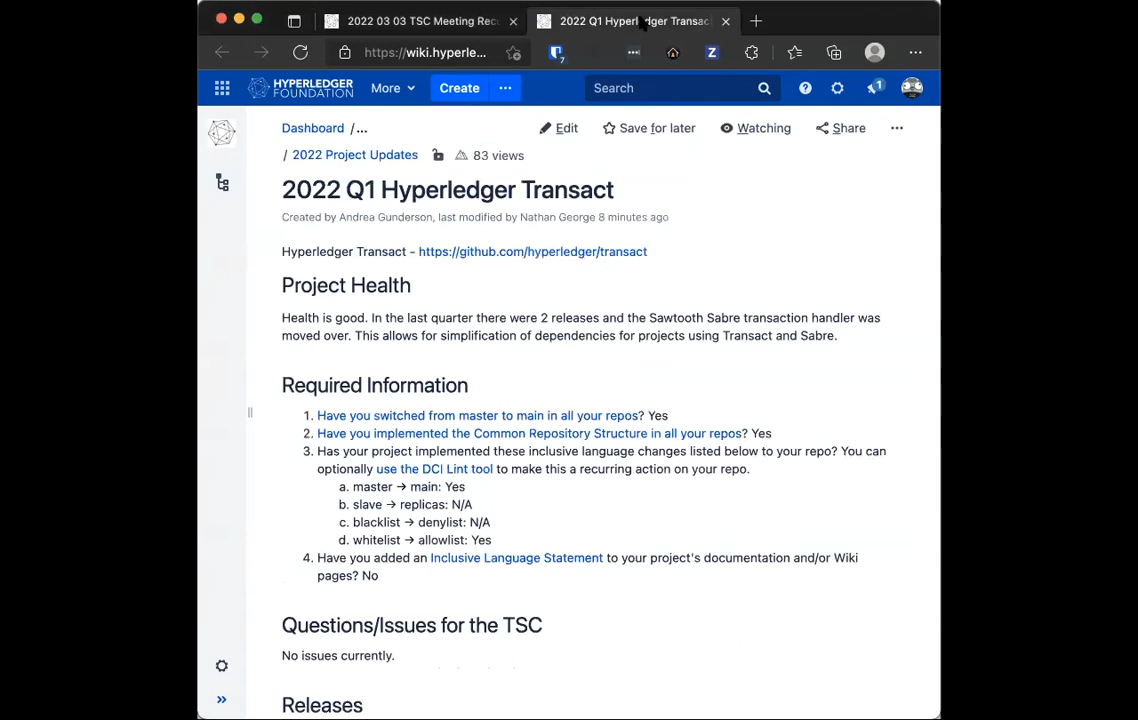 2022 03 03 TSC Meeting Rec
2022 Q1 Hyperledger Transac
https://wiki.hyperle...
7
Z
HYPERLEDGER
FOUNDATION
More
Create
Search
?
1
Dashboard /...
Edit
Save for later
Watching
Share
/ 2022 Project Updates
83 views
2022 Q1 Hyperledger Transact
Created by Andrea Gunderson, last modified by Nathan George 8 minutes ago
Hyperledger Transact - https://github.com/hyperledger/transact
Project Health
Health is good. In the last quarter there were 2 releases and the Sawtooth Sabre transaction handler was
moved over. This allows for simplification of dependencies for projects using Transact and Sabre.
Required Information
1. Have you switched from master to main in all your repos? Yes
2. Have you implemented the Common Repository Structure in all your repos? Yes
3. Has your project implemented these inclusive language changes listed below to your repo? You can
optionally use the DCI Lint tool to make this a recurring action on your repo.
a. master → main: Yes
b. slave → replicas: N/A
c. blacklist → denylist: N/A
d. whitelist → allowlist: Yes
4. Have you added an Inclusive Language Statement to your project's documentation and/or Wiki
pages? No
Questions/Issues for the TSC
No issues currently.
Releases